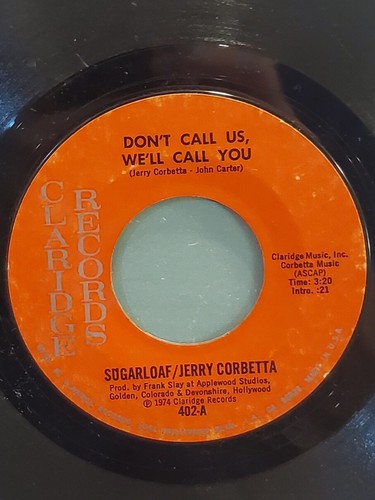 DON'T CALL US,
WE'LL CALL YOU
(Jerry Corbetta - John Carter)
CLARIDGE
RECORDS
Claridge Music, Inc.
Corbetta Music
(ASCAP)
Time: 3:20
Intro. :21
SUGARLOAF/JERRY CORBETTA
Prod. by Frank Slay at Applewood Studios,
Golden, Colorado & Devonshire, Hollywood
℗ 1974 Claridge Records
402-A
MADE IN U.S.A.